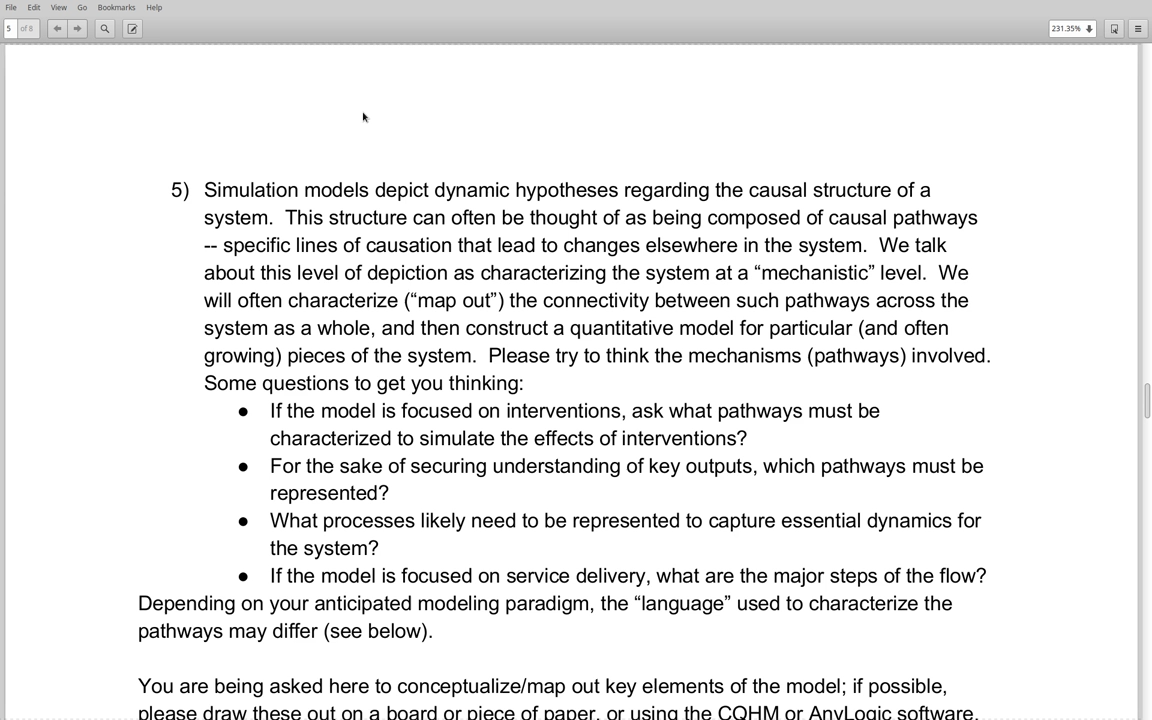 File Edit View Go Bookmarks Help
5 of 8 231.35%
5) Simulation models depict dynamic hypotheses regarding the causal structure of a
system.  This structure can often be thought of as being composed of causal pathways
-- specific lines of causation that lead to changes elsewhere in the system.  We talk
about this level of depiction as characterizing the system at a “mechanistic” level.  We
will often characterize (“map out”) the connectivity between such pathways across the
system as a whole, and then construct a quantitative model for particular (and often
growing) pieces of the system.  Please try to think the mechanisms (pathways) involved.
Some questions to get you thinking:
● If the model is focused on interventions, ask what pathways must be
characterized to simulate the effects of interventions?
● For the sake of securing understanding of key outputs, which pathways must be
represented?
● What processes likely need to be represented to capture essential dynamics for
the system?
● If the model is focused on service delivery, what are the major steps of the flow?
Depending on your anticipated modeling paradigm, the “language” used to characterize the
pathways may differ (see below).
You are being asked here to conceptualize/map out key elements of the model; if possible,
please draw these out on a board or piece of paper, or using the CQHM or AnyLogic software.